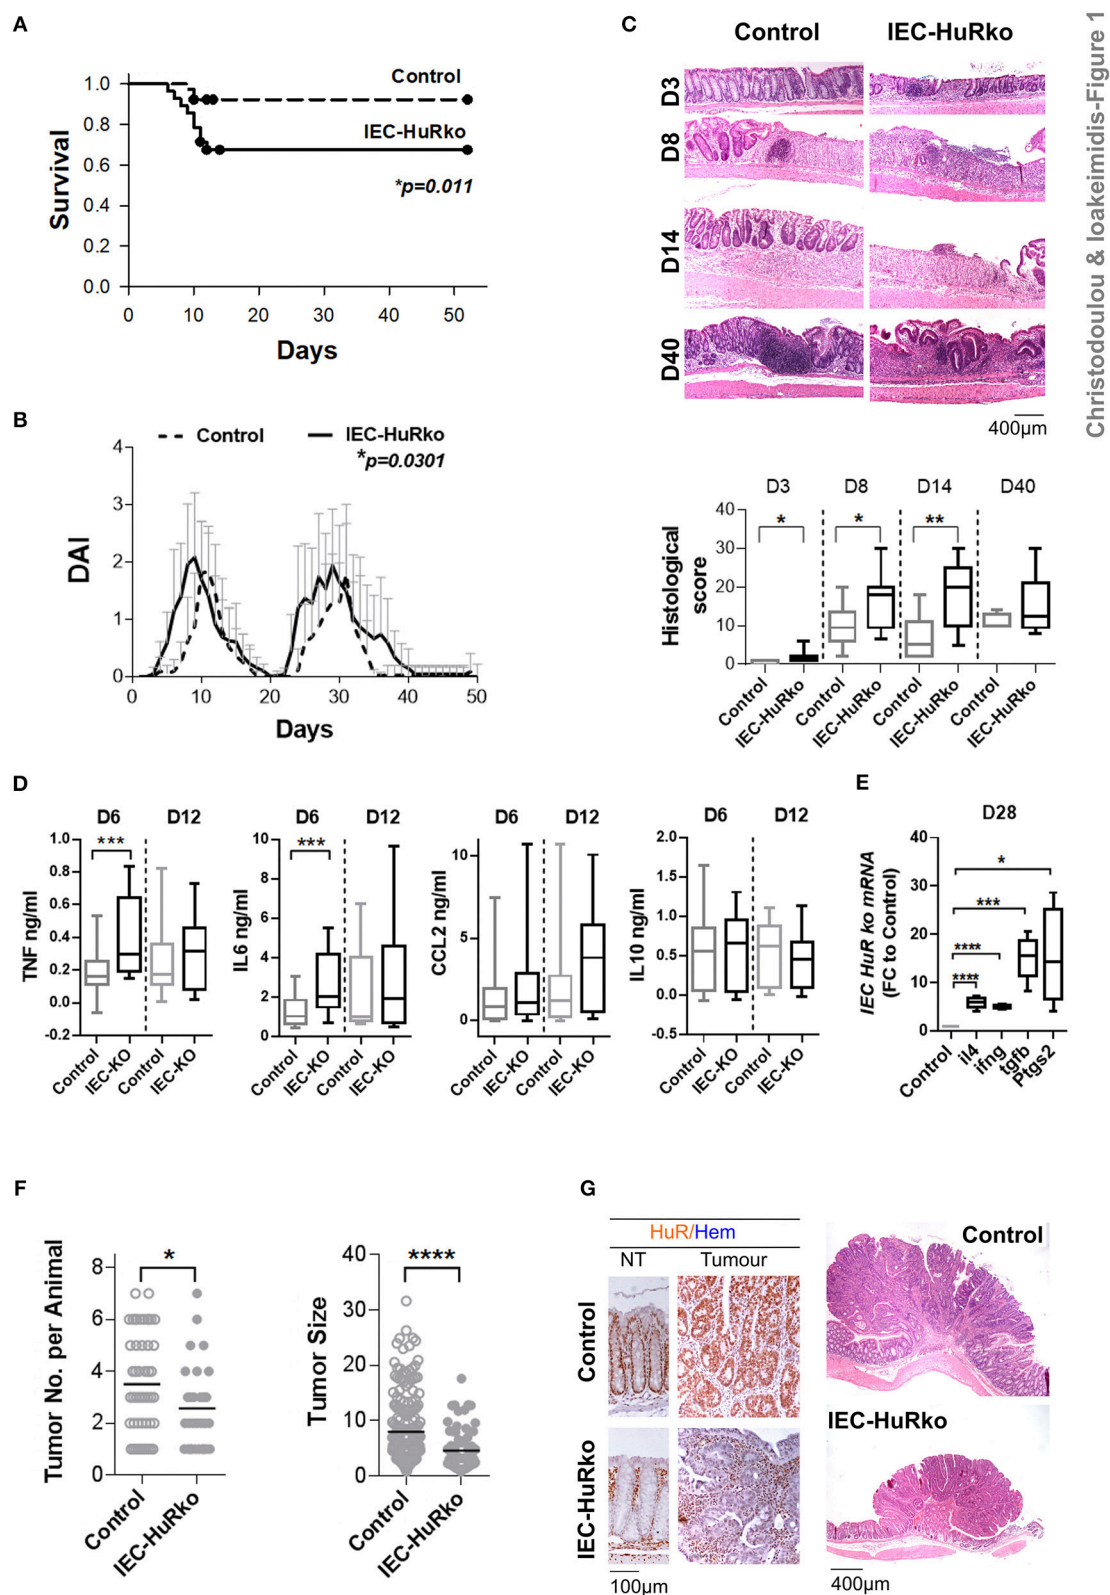 Christodoulou & Ioakeimidis-Figure 1
A
1.0
0.8
0.6
0.4
0.2
0.0
Survival
Control
IEC-HuRko
*p=0.011
0 10 20 30 40 50
Days
B
Control IEC-HuRko
*p=0.0301
4
3
2
1
0
DAI
0 10 20 30 40 50
Days
C
Control IEC-HuRko
D3
D8
D14
D40
400µm
D3 D8 D14 D40
* * **
40
30
20
10
0
Histological
score
Control IEC-HuRko Control IEC-HuRko Control IEC-HuRko Control IEC-HuRko
D
D6 D12
***
1.0
0.8
0.6
0.4
0.2
0.0
-0.2
TNF ng/ml
Control IEC-KO Control IEC-KO
D6 D12
***
10
8
6
4
2
0
IL6 ng/ml
Control IEC-KO Control IEC-KO
D6 D12
10
5
0
CCL2 ng/ml
Control IEC-KO Control IEC-KO
D6 D12
2.0
1.5
1.0
0.5
0.0
-0.5
IL10 ng/ml
Control IEC-KO Control IEC-KO
E
D28
*
***
****
****
40
30
20
10
0
IEC HuR ko mRNA
(FC to Control)
Control il4 ifng tgfb Ptgs2
F
*
8
6
4
2
0
Tumor No. per Animal
Control IEC-HuRko
****
40
30
20
10
0
Tumor Size
Control IEC-HuRko
G
HuR/Hem
NT Tumour
Control
IEC-HuRko
100µm
Control
IEC-HuRko
400µm